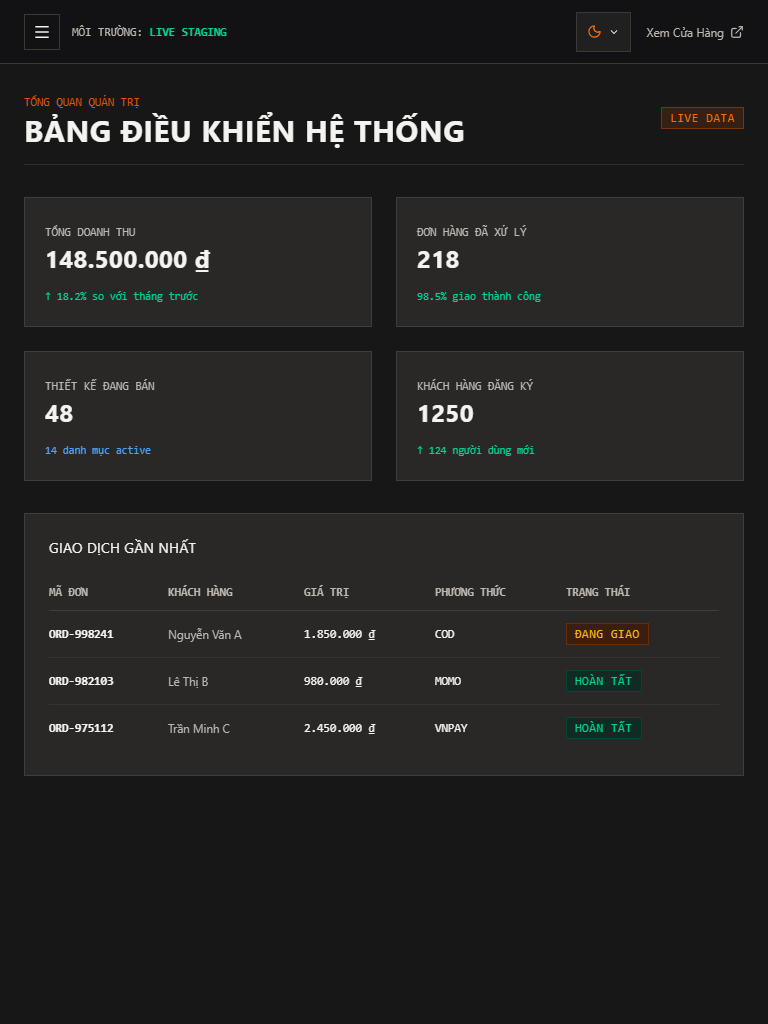 MÔI TRƯỜNG: LIVE STAGING
Xem Cửa Hàng
TỔNG QUAN QUẢN TRỊ
BẢNG ĐIỀU KHIỂN HỆ THỐNG
LIVE DATA
TỔNG DOANH THU
148.500.000 ₫
↑ 18.2% so với tháng trước
ĐƠN HÀNG ĐÃ XỬ LÝ
218
98.5% giao thành công
THIẾT KẾ ĐANG BÁN
48
14 danh mục active
KHÁCH HÀNG ĐĂNG KÝ
1250
↑ 124 người dùng mới
GIAO DỊCH GẦN NHẤT
MÃ ĐƠN KHÁCH HÀNG GIÁ TRỊ PHƯƠNG THỨC TRẠNG THÁI
ORD-998241 Nguyễn Văn A 1.850.000 ₫ COD ĐANG GIAO
ORD-982103 Lê Thị B 980.000 ₫ MOMO HOÀN TẤT
ORD-975112 Trần Minh C 2.450.000 ₫ VNPAY HOÀN TẤT